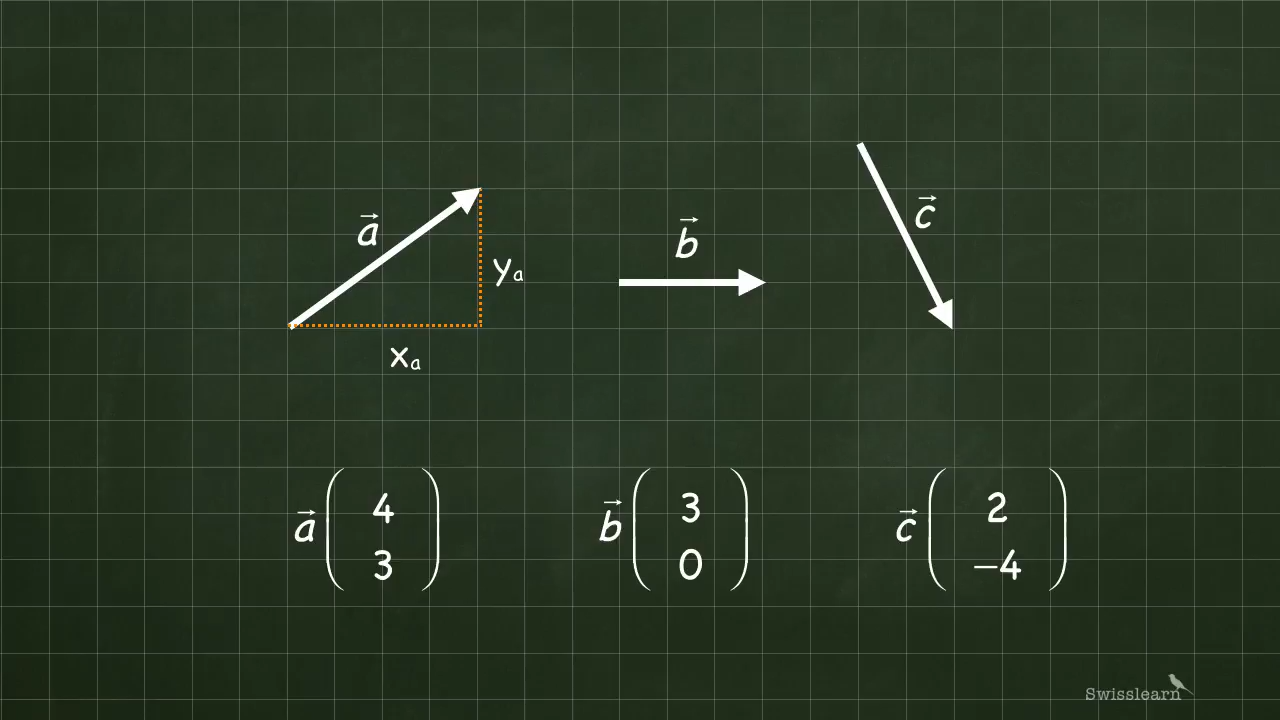 a⃗
b⃗
c⃗
yₐ
xₐ
a⃗ ( 4 3 )
b⃗ ( 3 0 )
c⃗ ( 2 −4 )
Swisslearn